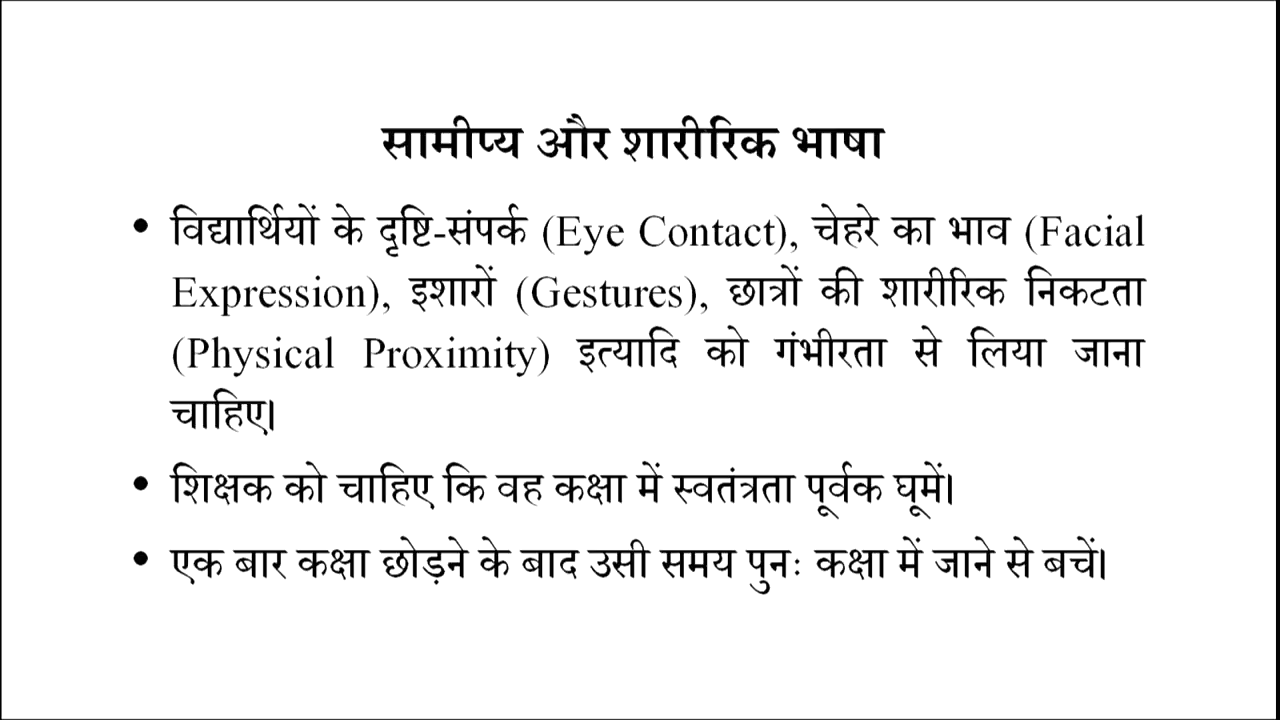 सामीप्य और शारीरिक भाषा
• विद्यार्थियों के दृष्टि-संपर्क (Eye Contact), चेहरे का भाव (Facial
Expression), इशारों (Gestures), छात्रों की शारीरिक निकटता
(Physical Proximity) इत्यादि को गंभीरता से लिया जाना
चाहिए।
• शिक्षक को चाहिए कि वह कक्षा में स्वतंत्रता पूर्वक घूमें।
• एक बार कक्षा छोड़ने के बाद उसी समय पुनः कक्षा में जाने से बचें।